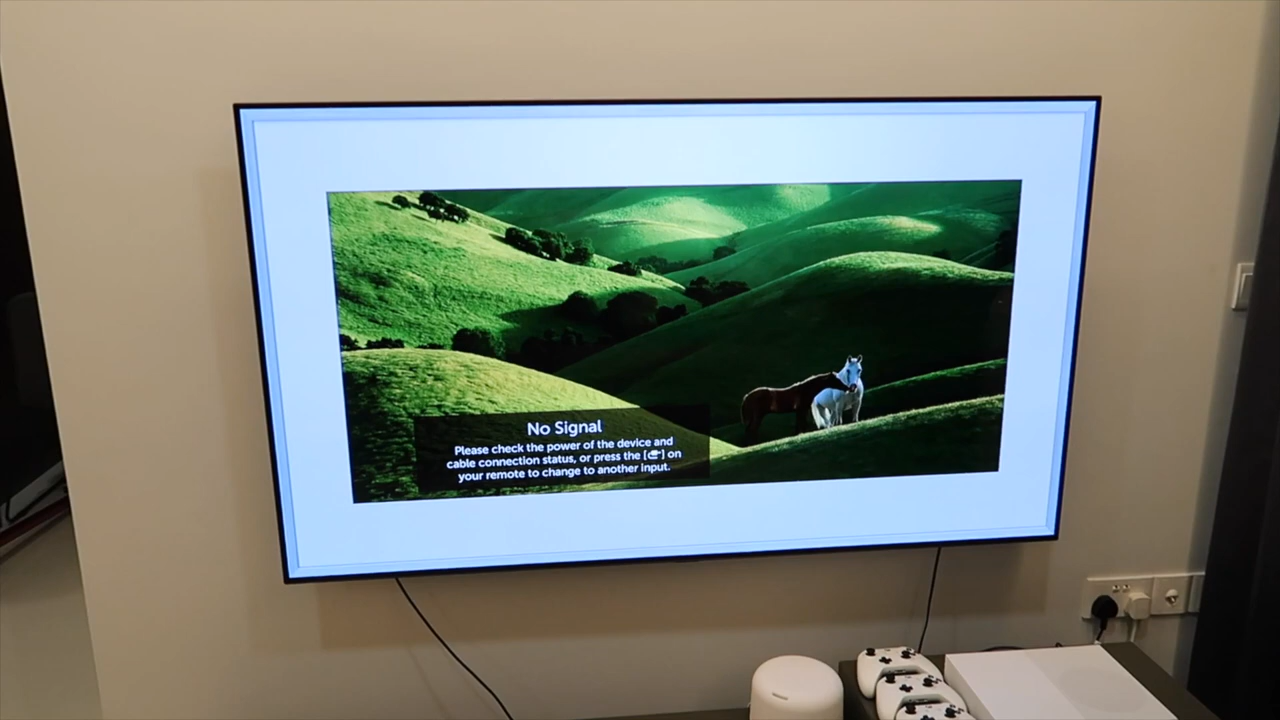 No Signal
Please check the power of the device and
cable connection status, or press the [⮺] on
your remote to change to another input.